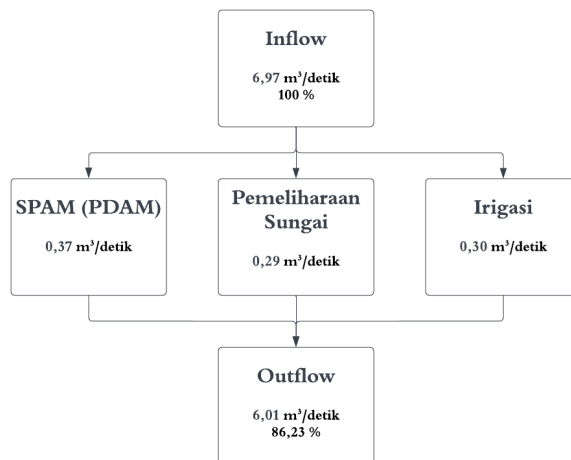 Inflow
6,97 m³/detik
100 %
SPAM (PDAM)
0,37 m³/detik
Pemeliharaan
Sungai
0,29 m³/detik
Irigasi
0,30 m³/detik
Outflow
6,01 m³/detik
86,23 %